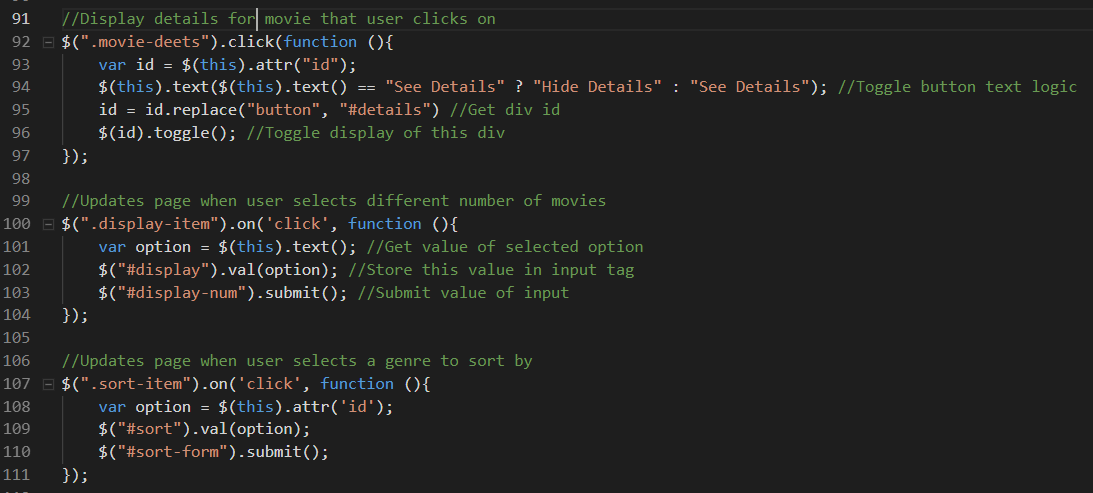 91 //Display details for movie that user clicks on
92 $(".movie-deets").click(function (){
93 var id = $(this).attr("id");
94 $(this).text($(this).text() == "See Details" ? "Hide Details" : "See Details"); //Toggle button text logic
95 id = id.replace("button", "#details") //Get div id
96 $(id).toggle(); //Toggle display of this div
97 });
98
99 //Updates page when user selects different number of movies
100 $(".display-item").on('click', function (){
101 var option = $(this).text(); //Get value of selected option
102 $("#display").val(option); //Store this value in input tag
103 $("#display-num").submit(); //Submit value of input
104 });
105
106 //Updates page when user selects a genre to sort by
107 $(".sort-item").on('click', function (){
108 var option = $(this).attr('id');
109 $("#sort").val(option);
110 $("#sort-form").submit();
111 });